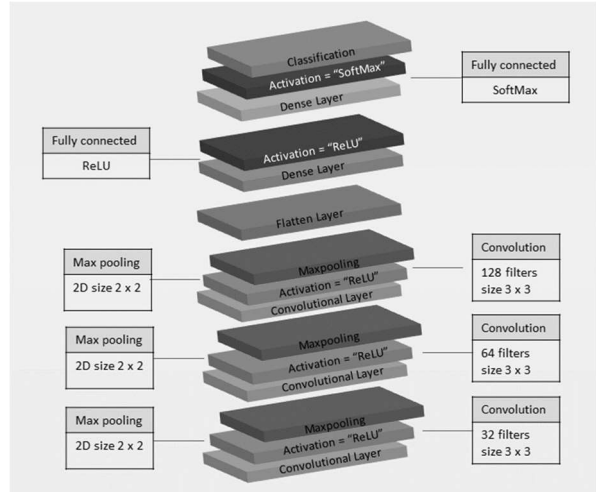 Classification
Activation = "SoftMax"
Dense Layer
Fully connected
SoftMax
Fully connected
ReLU
Activation = "ReLU"
Dense Layer
Flatten Layer
Max pooling
2D size 2 x 2
Maxpooling
Activation = "ReLU"
Convolutional Layer
Convolution
128 filters
size 3 x 3
Max pooling
2D size 2 x 2
Maxpooling
Activation = "ReLU"
Convolutional Layer
Convolution
64 filters
size 3 x 3
Max pooling
2D size 2 x 2
Maxpooling
Activation = "ReLU"
Convolutional Layer
Convolution
32 filters
size 3 x 3